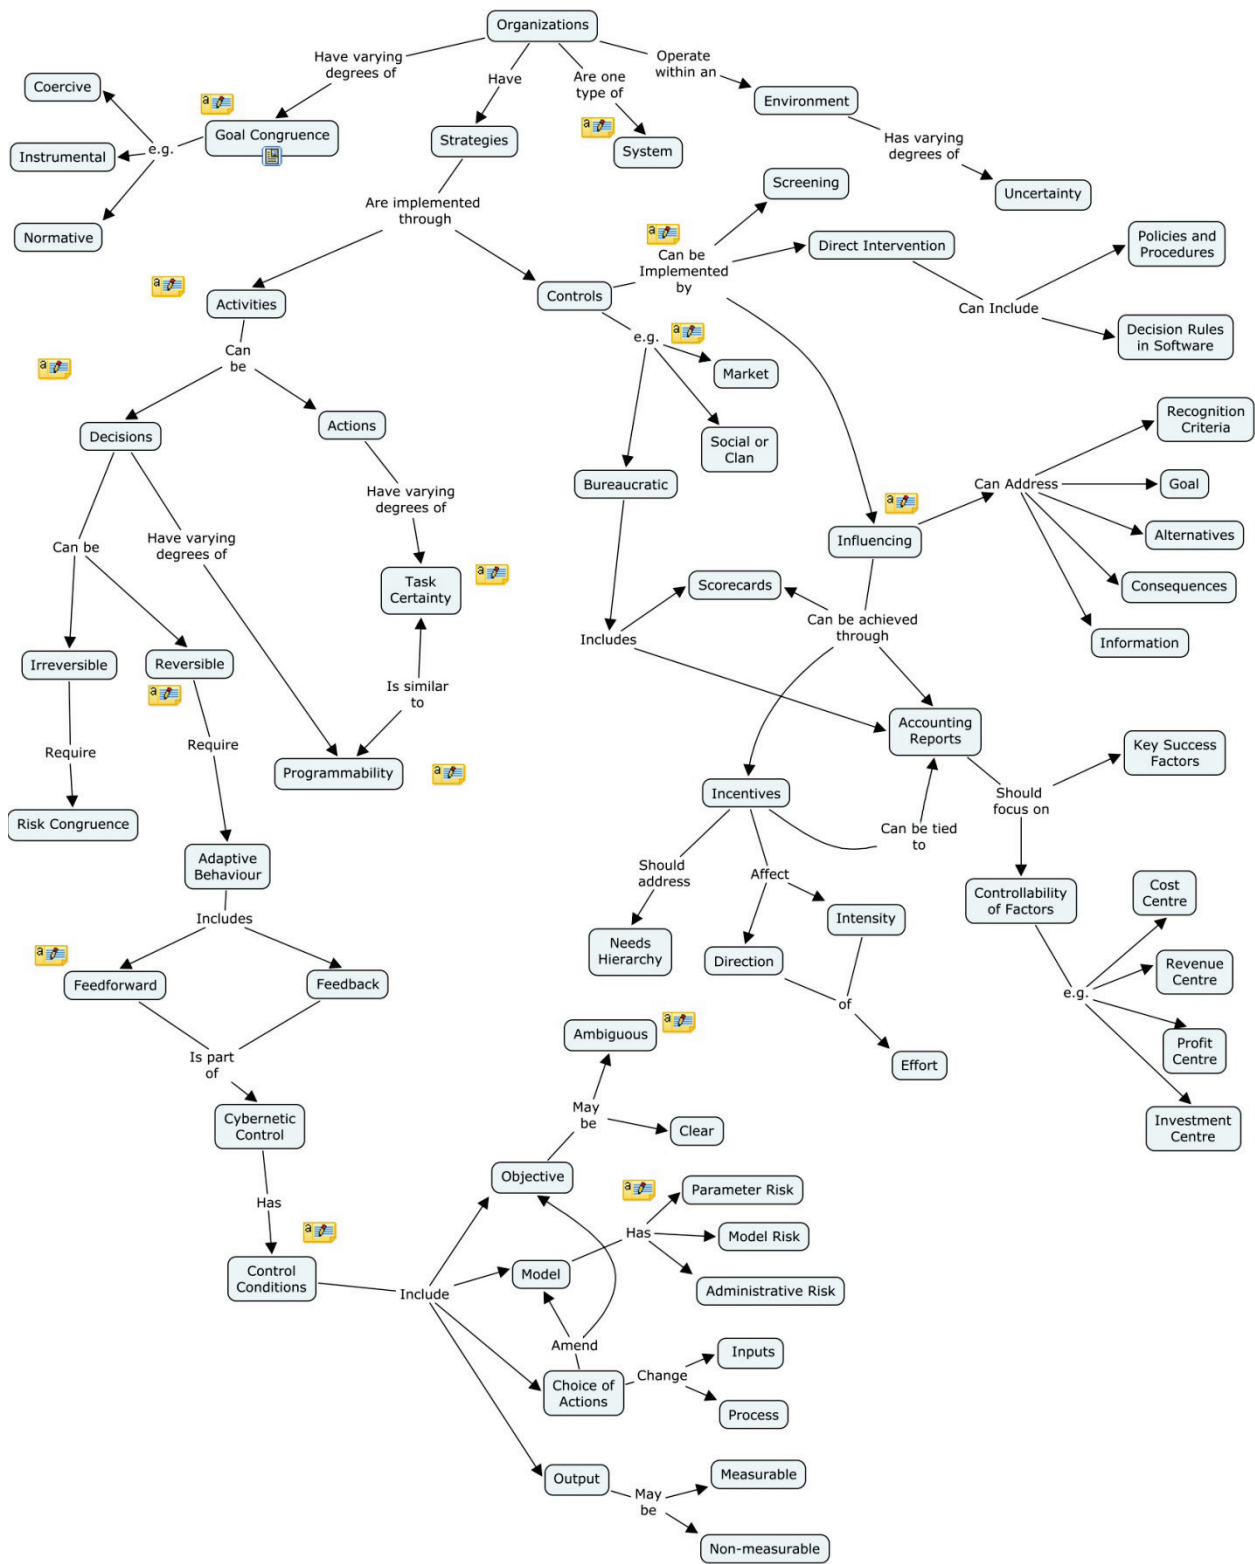 Organizations
Have varying
degrees of
Have
Are one
type of
Operate
within an
Coercive
Instrumental
Normative
e.g.
a
Goal Congruence
Strategies
a
System
Environment
Has varying
degrees of
Uncertainty
Screening
Are implemented
through
a
Can be
Implemented
by
Direct Intervention
Policies and
Procedures
Can Include
Decision Rules
in Software
a
Activities
Controls
e.g.
a
Market
Social or
Clan
Bureaucratic
Can
be
a
Decisions
Actions
Have varying
degrees of
Can be
Have varying
degrees of
Task
Certainty
a
Irreversible
Reversible
a
Is similar
to
Require
Require
Programmability
a
Risk Congruence
Adaptive
Behaviour
Includes
a
Feedforward
Feedback
Is part
of
Cybernetic
Control
Has
a
Control
Conditions
Include
a
Influencing
Can Address
Recognition
Criteria
Goal
Alternatives
Consequences
Information
Scorecards
Includes
Can be achieved
through
Accounting
Reports
Incentives
Can be tied
to
Should
focus on
Key Success
Factors
Should
address
Affect
Needs
Hierarchy
Direction
Intensity
of
Effort
Controllability
of Factors
e.g.
Cost
Centre
Revenue
Centre
Profit
Centre
Investment
Centre
Ambiguous
a
May
be
Clear
Objective
a
Parameter Risk
Has
Model Risk
Model
Administrative Risk
Amend
Choice of
Actions
Change
Inputs
Process
Output
May
be
Measurable
Non-measurable